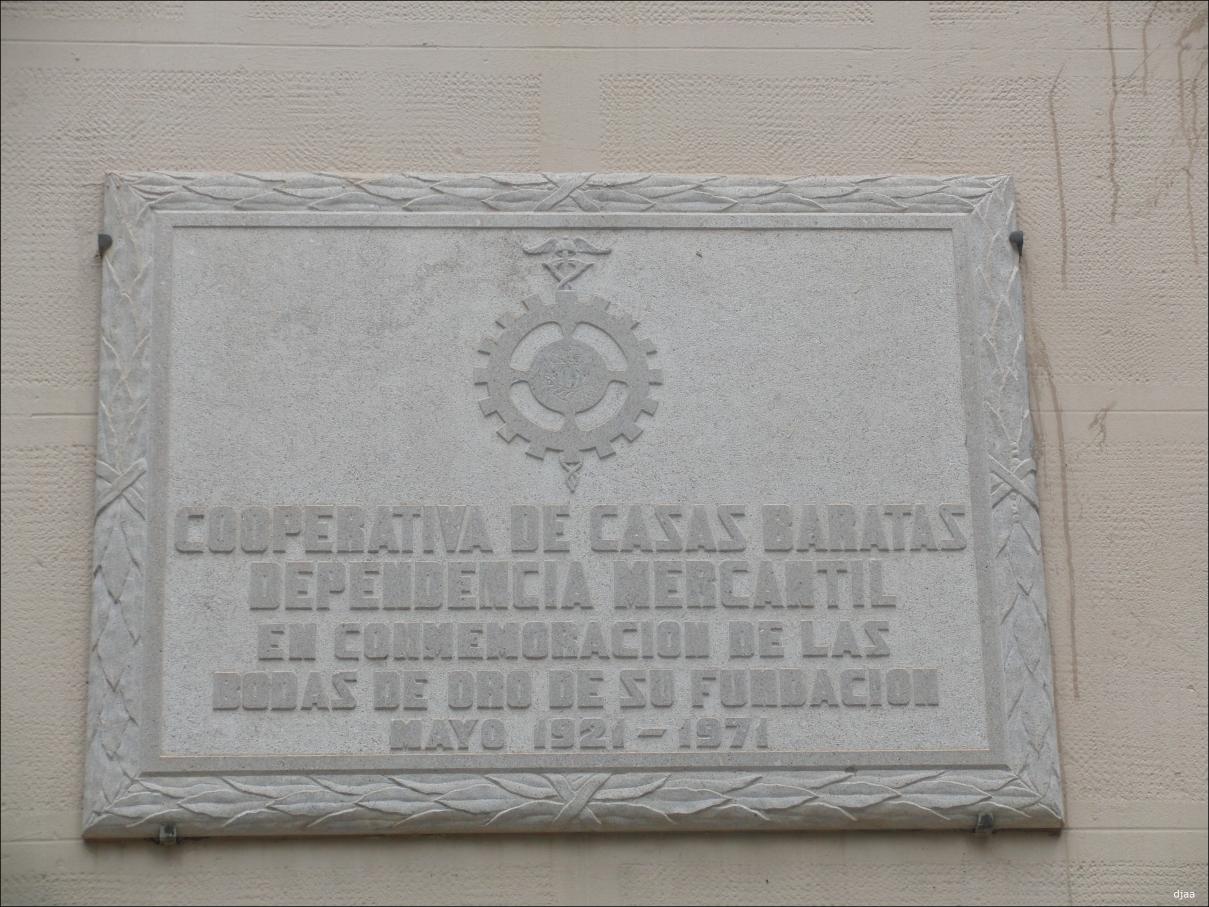 COOPERATIVA DE CASAS BARATAS
DEPENDENCIA MERCANTIL
EN CONMEMORACION DE LAS
BODAS DE ORO DE SU FUNDACION
MAYO 1921-1971
djaa